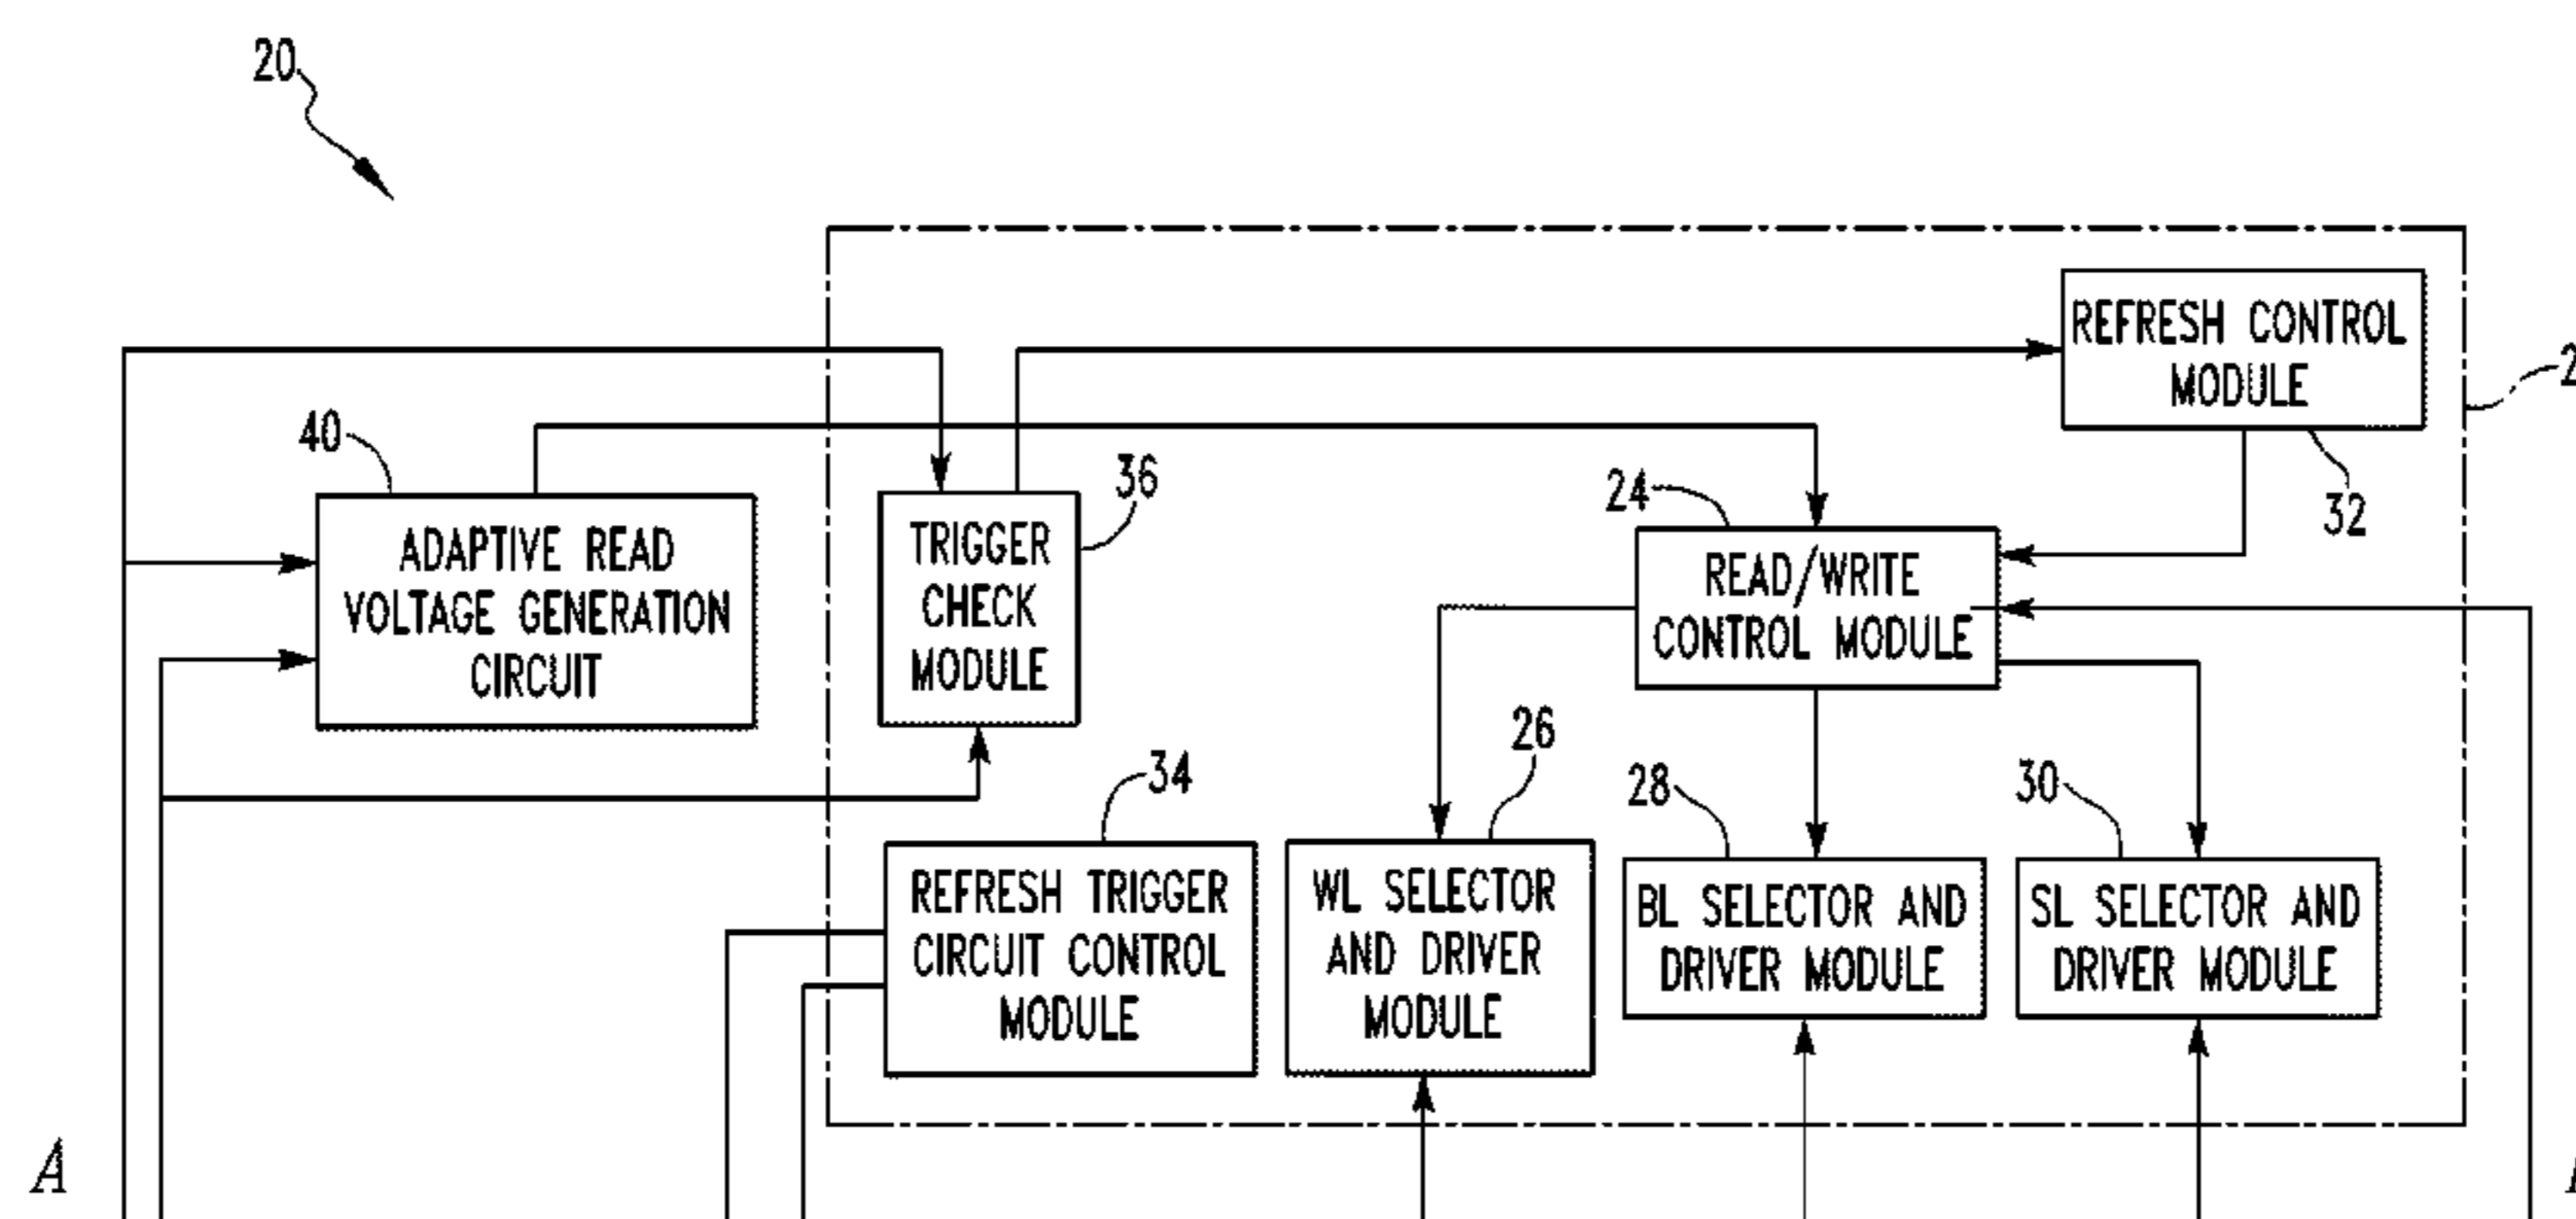 20
REFRESH CONTROL
MODULE
32
40
ADAPTIVE READ
VOLTAGE GENERATION
CIRCUIT
36
TRIGGER
CHECK
MODULE
24
READ/WRITE
CONTROL MODULE
34
REFRESH TRIGGER
CIRCUIT CONTROL
MODULE
26
WL SELECTOR
AND DRIVER
MODULE
28
BL SELECTOR AND
DRIVER MODULE
30
SL SELECTOR AND
DRIVER MODULE
A